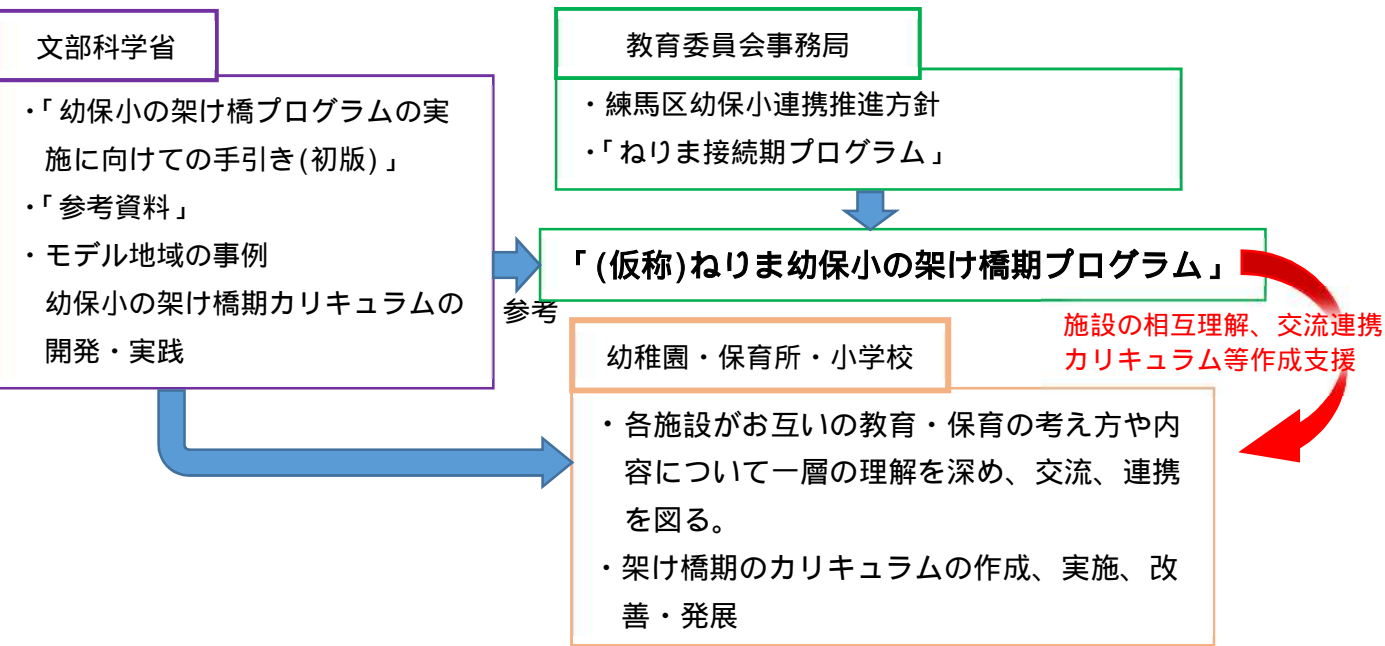 文部科学省
・「幼保小の架け橋プログラムの実
施に向けての手引き(初版)」
・「参考資料」
・モデル地域の事例
幼保小の架け橋期カリキュラムの
開発・実践
教育委員会事務局
・練馬区幼保小連携推進方針
・「ねりま接続期プログラム」
参考
「(仮称)ねりま幼保小の架け橋期プログラム」
施設の相互理解、交流連携
カリキュラム等作成支援
幼稚園・保育所・小学校
・各施設がお互いの教育・保育の考え方や内
容について一層の理解を深め、交流、連携
を図る。
・架け橋期のカリキュラムの作成、実施、改
善・発展